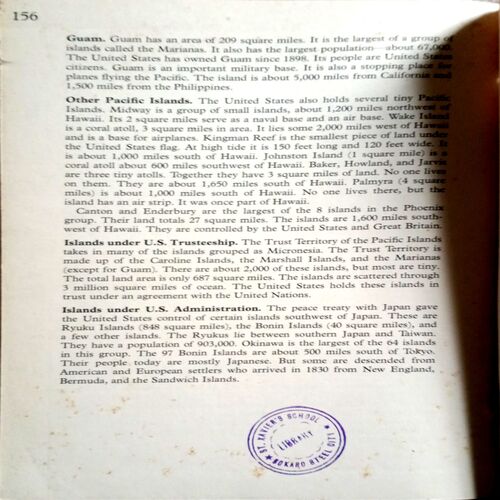 156
Guam. Guam has an area of 209 square miles. It is the largest of a group of
islands called the Marianas. It also has the largest population—about 67,000.
The United States has owned Guam since 1898. Its people are United States
citizens. Guam is an important military base. It is also a stopping place for
planes flying the Pacific. The island is about 5,000 miles from California and
1,500 miles from the Philippines.
Other Pacific Islands. The United States also holds several tiny Pacific
Islands. Midway is a group of small islands, about 1,200 miles northwest of
Hawaii. Its 2 square miles serve as a naval base and an air base. Wake Island
is a coral atoll, 3 square miles in area. It lies some 2,000 miles west of Hawaii
and is a base for airplanes. Kingman Reef is the smallest piece of land under
the United States flag. At high tide it is 150 feet long and 120 feet wide. It
is about 1,000 miles south of Hawaii. Johnston Island (1 square mile) is a
coral atoll about 600 miles southwest of Hawaii. Baker, Howland, and Jarvis
are three tiny atolls. Together they have 3 square miles of land. No one lives
on them. They are about 1,650 miles south of Hawaii. Palmyra (4 square
miles) is about 1,000 miles south of Hawaii. No one lives there, but the
island has an air strip. It was once part of Hawaii.
Canton and Enderbury are the largest of the 8 islands in the Phoenix
group. Their land totals 27 square miles. The islands are 1,600 miles south-
west of Hawaii. They are controlled by the United States and Great Britain.
Islands under U.S. Trusteeship. The Trust Territory of the Pacific Islands
takes in many of the islands grouped as Micronesia. The Trust Territory is
made up of the Caroline Islands, the Marshall Islands, and the Marianas
(except for Guam). There are about 2,000 of these islands, but most are tiny.
The total land area is only 687 square miles. The islands are scattered through
3 million square miles of ocean. The United States holds these islands in
trust under an agreement with the United Nations.
Islands under U.S. Administration. The peace treaty with Japan gave
the United States control of certain islands southwest of Japan. These are
Ryuku Islands (848 square miles), the Bonin Islands (40 square miles), and
a few other islands. The Ryukus lie between southern Japan and Taiwan.
They have a population of 903,000. Okinawa is the largest of the 64 islands
in this group. The 97 Bonin Islands are about 500 miles south of Tokyo.
Their people today are mostly Japanese. But some are descended from
American and European settlers who arrived in 1830 from New England,
Bermuda, and the Sandwich Islands.
ST. XAVIER'S SCHOOL
LIBRARY
BOKARO STEEL CITY